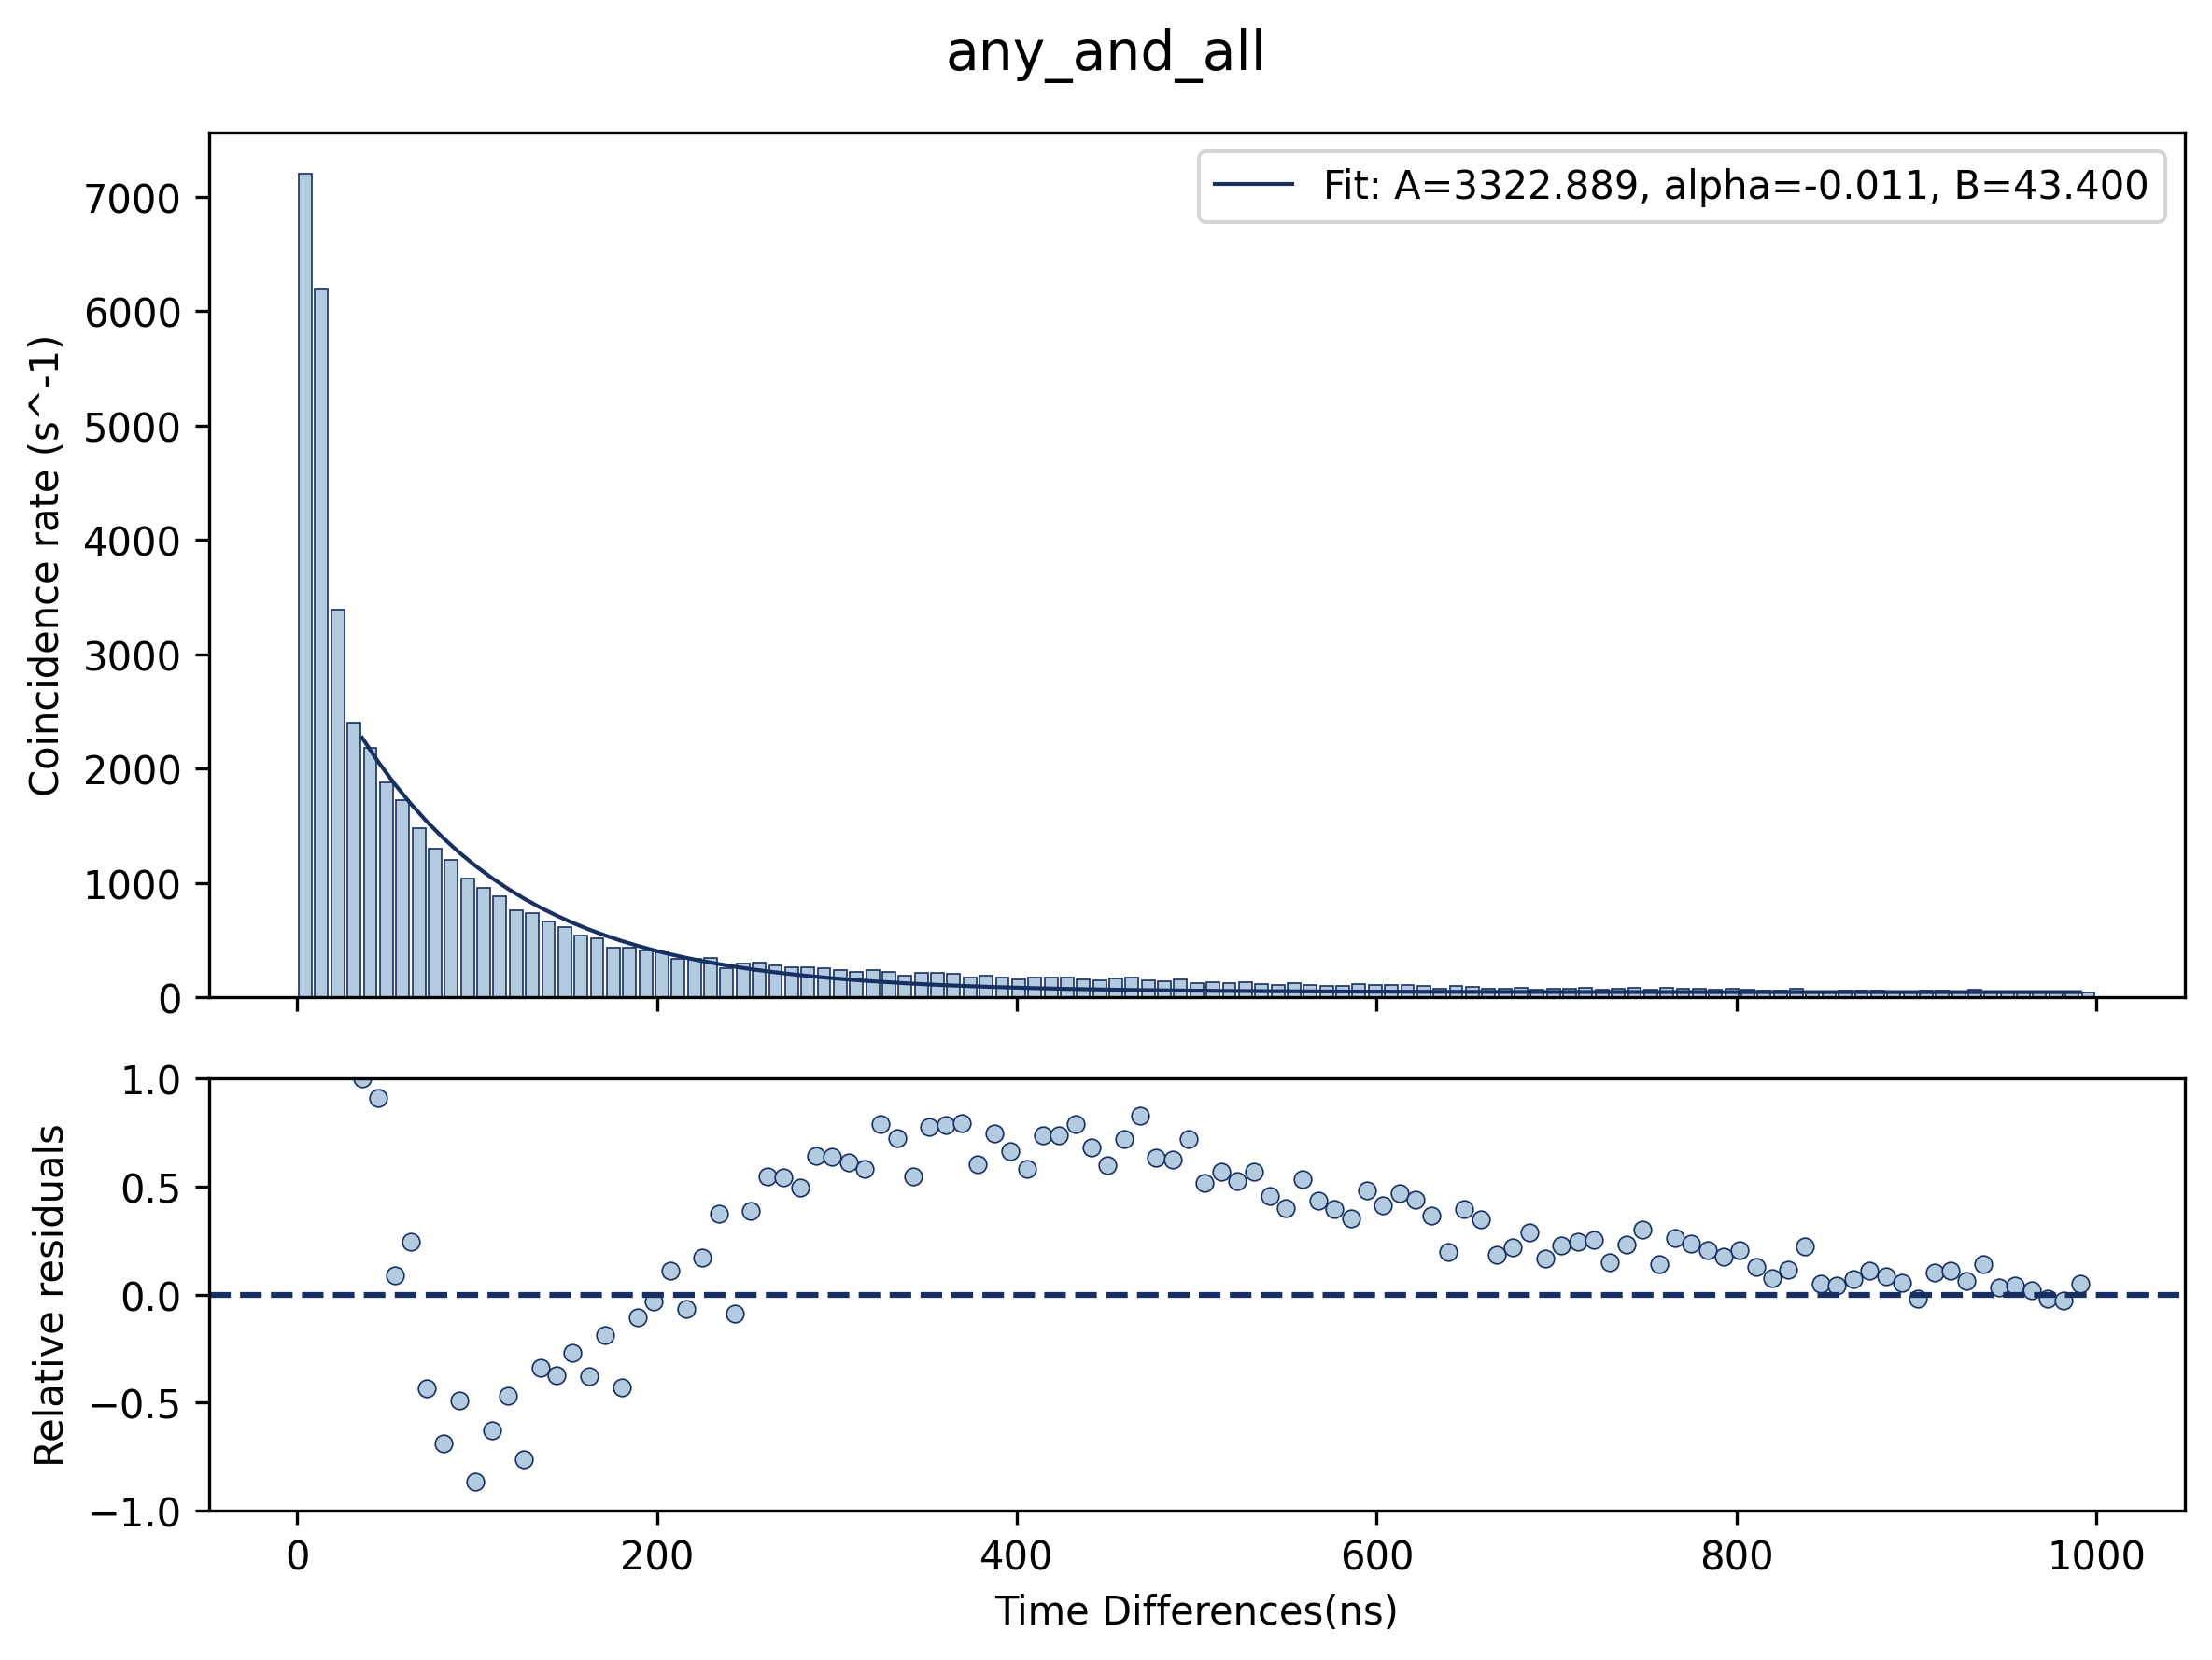 any_and_all
Fit: A=3322.889, alpha=-0.011, B=43.400
Coincidence rate (s^-1)
7000
6000
5000
4000
3000
2000
1000
0
Relative residuals
1.0
0.5
0.0
−0.5
−1.0
0 200 400 600 800 1000
Time Differences(ns)